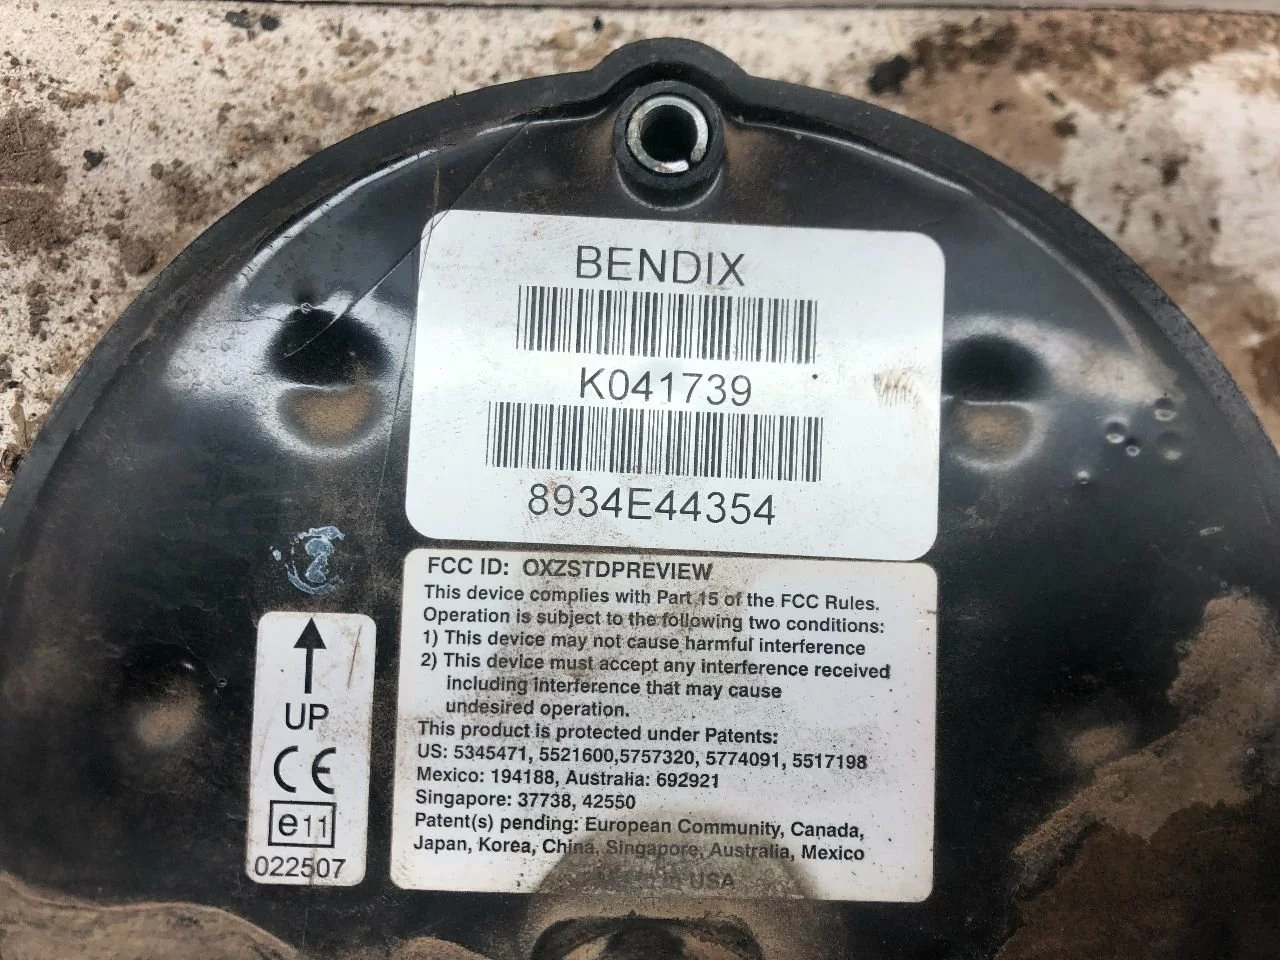 BENDIX
K041739
8934E44354
FCC ID: OXZSTDPREVIEW
This device complies with Part 15 of the FCC Rules.
Operation is subject to the following two conditions:
1) This device may not cause harmful interference
2) This device must accept any interference received
including interference that may cause
undesired operation.
This product is protected under Patents:
US: 5345471, 5521600,5757320, 5774091, 5517198
Mexico: 194188, Australia: 692921
Singapore: 37738, 42550
Patent(s) pending: European Community, Canada,
Japan, Korea, China, Singapore, Australia, Mexico
IN USA
UP
CE
e11
022507